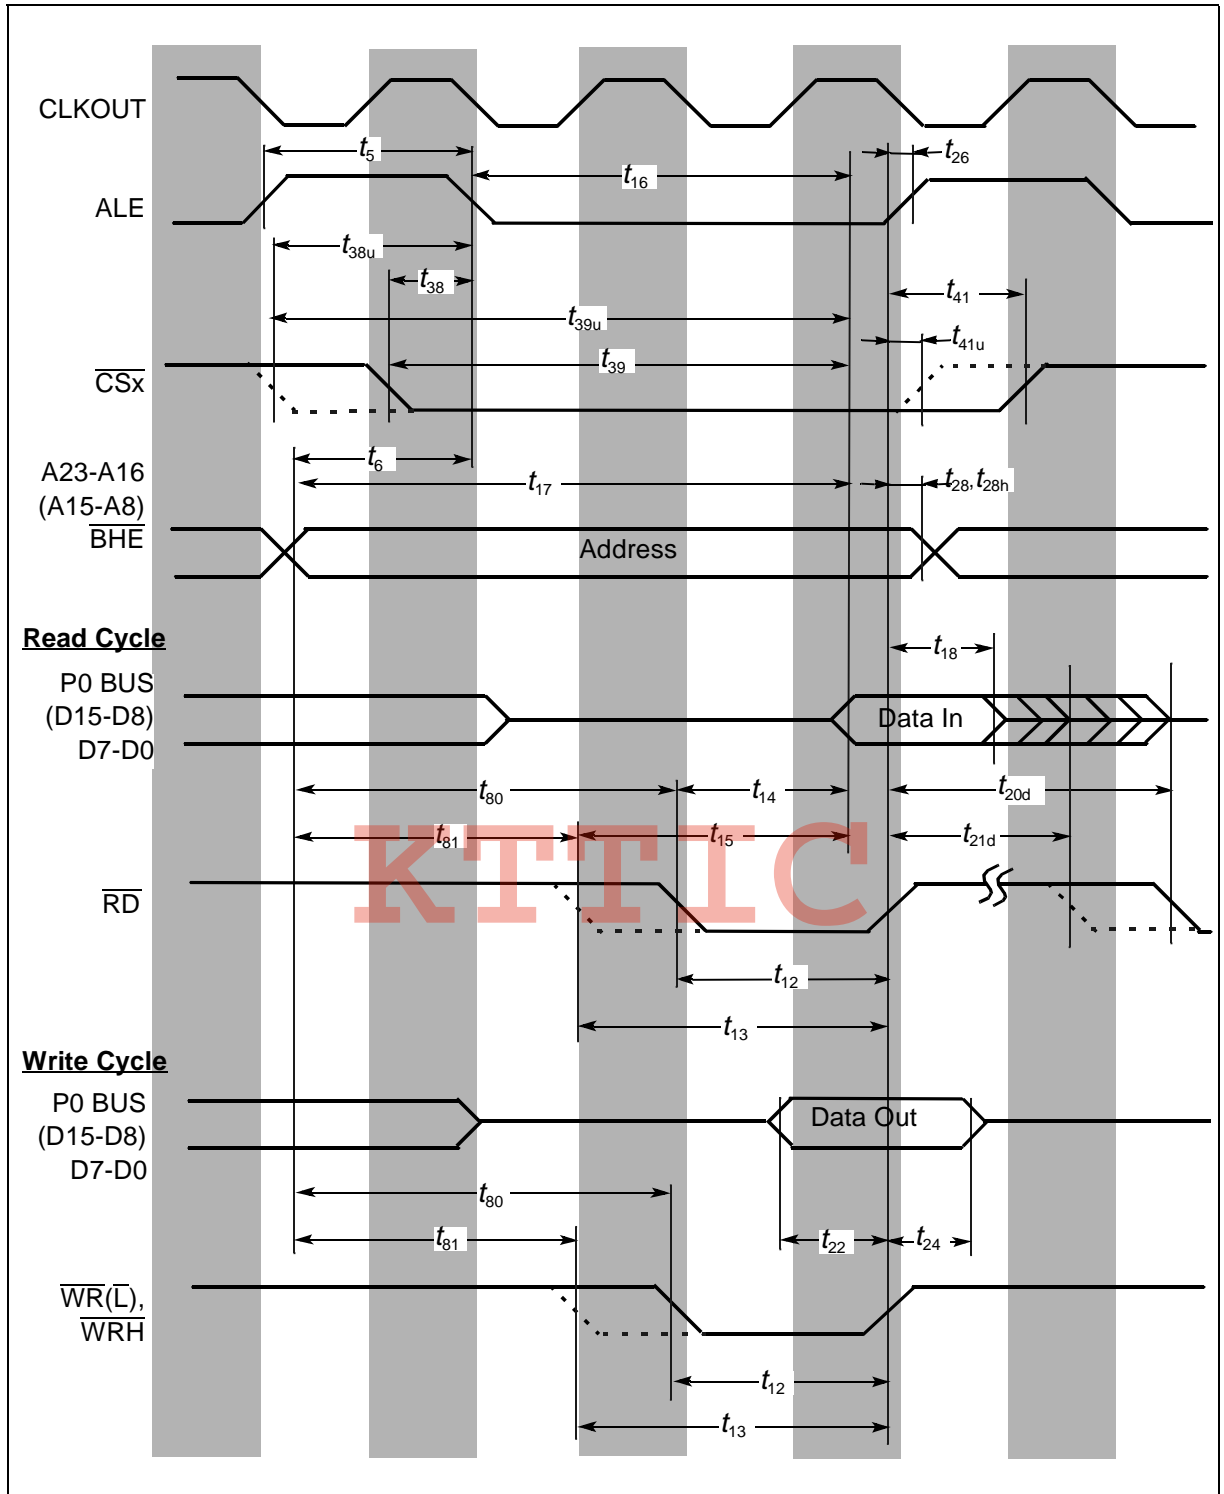 CLKOUT
t5
t26
t16
ALE
t38u
t38
t41
t39u
t41u
t39
CSx
t6
A23-A16
t17
t28, t28h
(A15-A8)
BHE
Address
Read Cycle
t18
P0 BUS
(D15-D8)
Data In
D7-D0
t80
t14
t20d
t81
t15
t21d
KTTIC
RD
t12
t13
Write Cycle
P0 BUS
Data Out
(D15-D8)
D7-D0
t80
t81
t22
t24
WR(L),
WRH
t12
t13